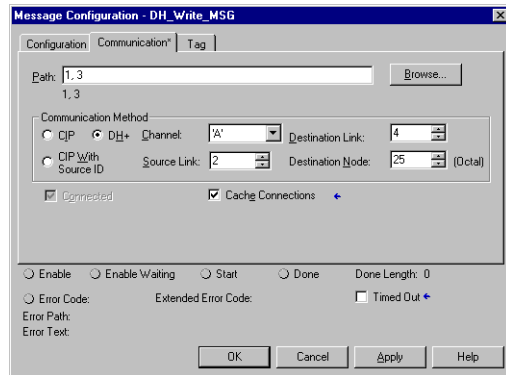 Message Configuration - DH_Write_MSG
Configuration Communication* Tag
Path: 1, 3 Browse...
1, 3
Communication Method
CIP DH+ Channel: 'A' Destination Link: 4
CIP With Source ID Source Link: 2 Destination Node: 25 (Octal)
Connected Cache Connections ←
Enable Enable Waiting Start Done Done Length: 0
Error Code: Extended Error Code: Timed Out ←
Error Path:
Error Text:
OK Cancel Apply Help